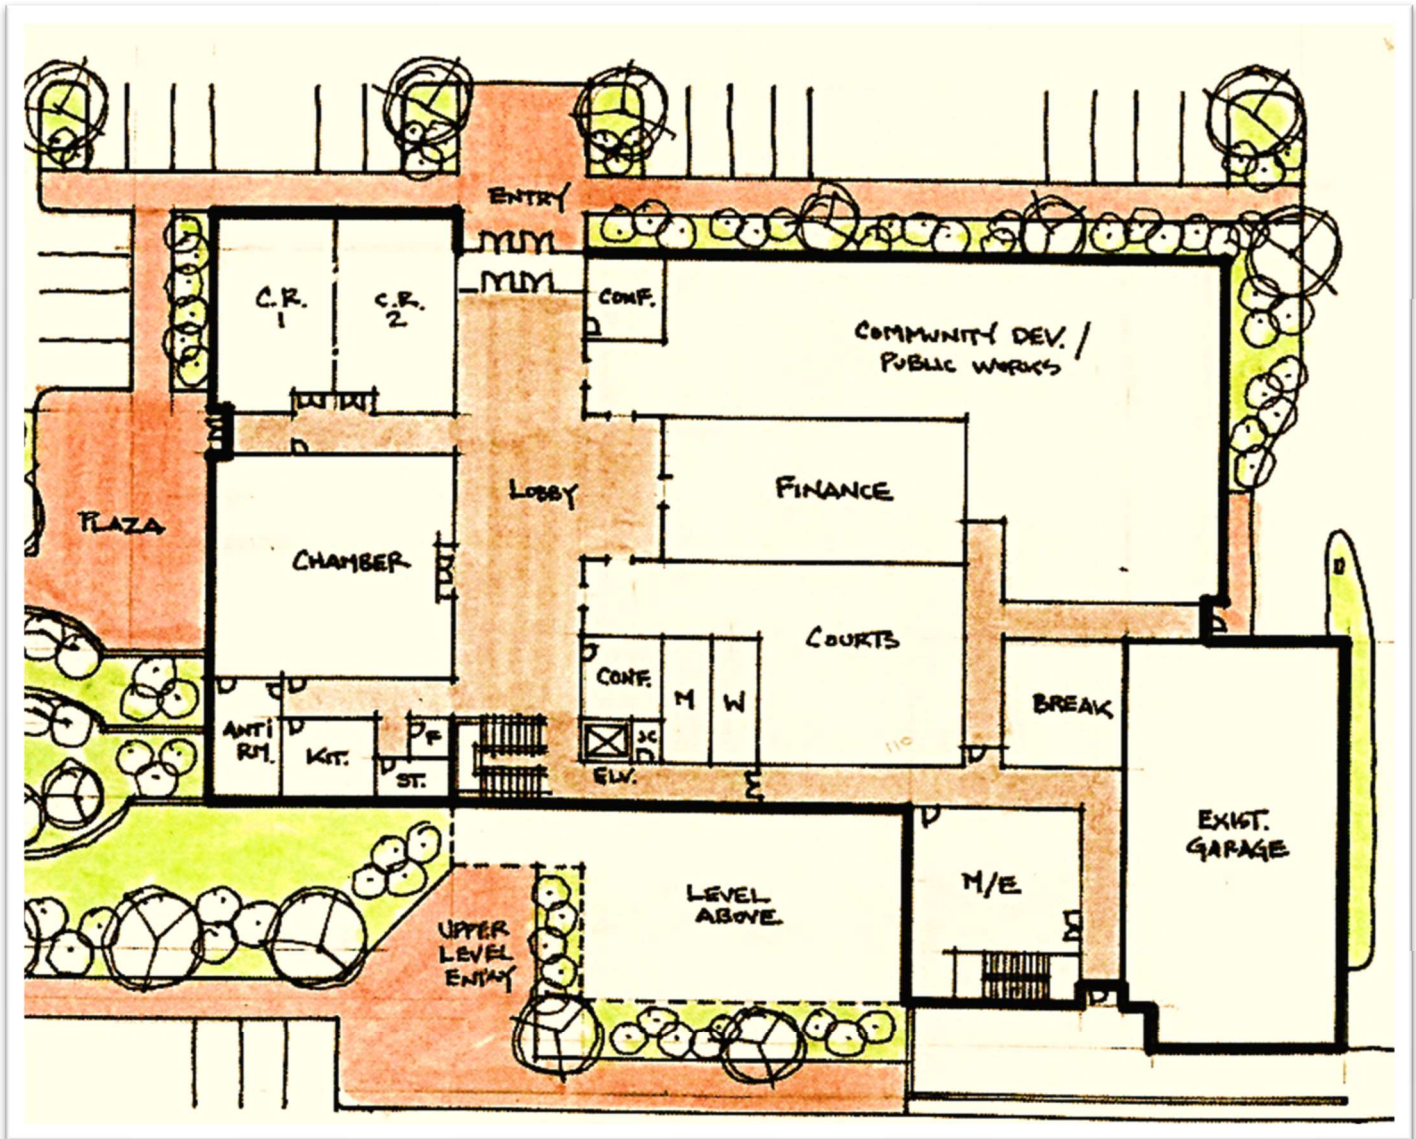 ENTRY
C.R.
1
C.R.
2
CONF.
COMMUNITY DEV. /
PUBLIC WORKS
LOBBY
FINANCE
PLAZA
CHAMBER
COURTS
CONF.
M
W
BREAK
ANTI
RM.
KIT.
F
ST.
JC
ELV.
110
EXIST.
GARAGE
M/E
LEVEL
ABOVE
UPPER
LEVEL
ENTRY